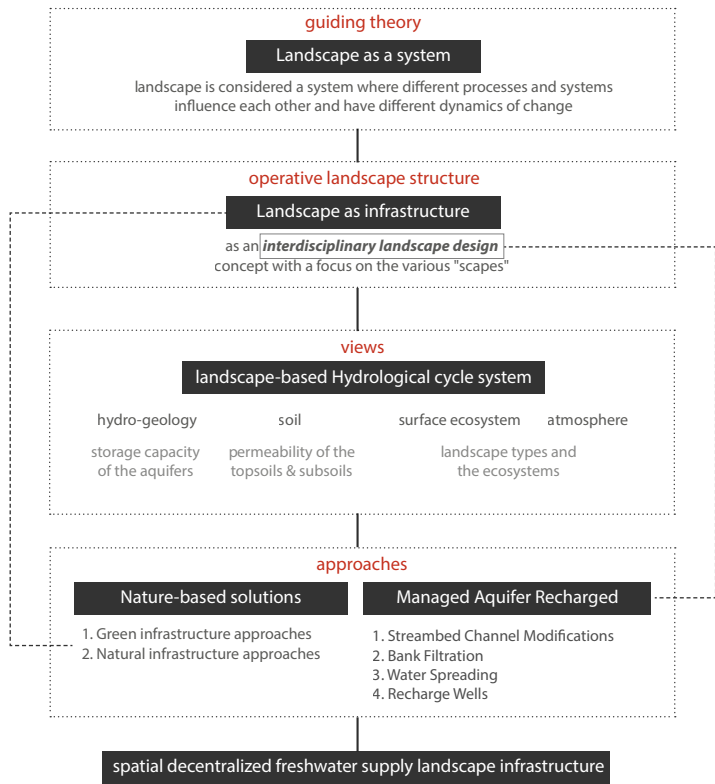 guiding theory
Landscape as a system
landscape is considered a system where different processes and systems
influence each other and have different dynamics of change
operative landscape structure
Landscape as infrastructure
as an interdisciplinary landscape design
concept with a focus on the various "scapes"
views
landscape-based Hydrological cycle system
hydro-geology soil surface ecosystem atmosphere
storage capacity permeability of the landscape types and
of the aquifers topsoils & subsoils the ecosystems
approaches
Nature-based solutions
1. Green infrastructure approaches
2. Natural infrastructure approaches
Managed Aquifer Recharged
1. Streambed Channel Modifications
2. Bank Filtration
3. Water Spreading
4. Recharge Wells
spatial decentralized freshwater supply landscape infrastructure